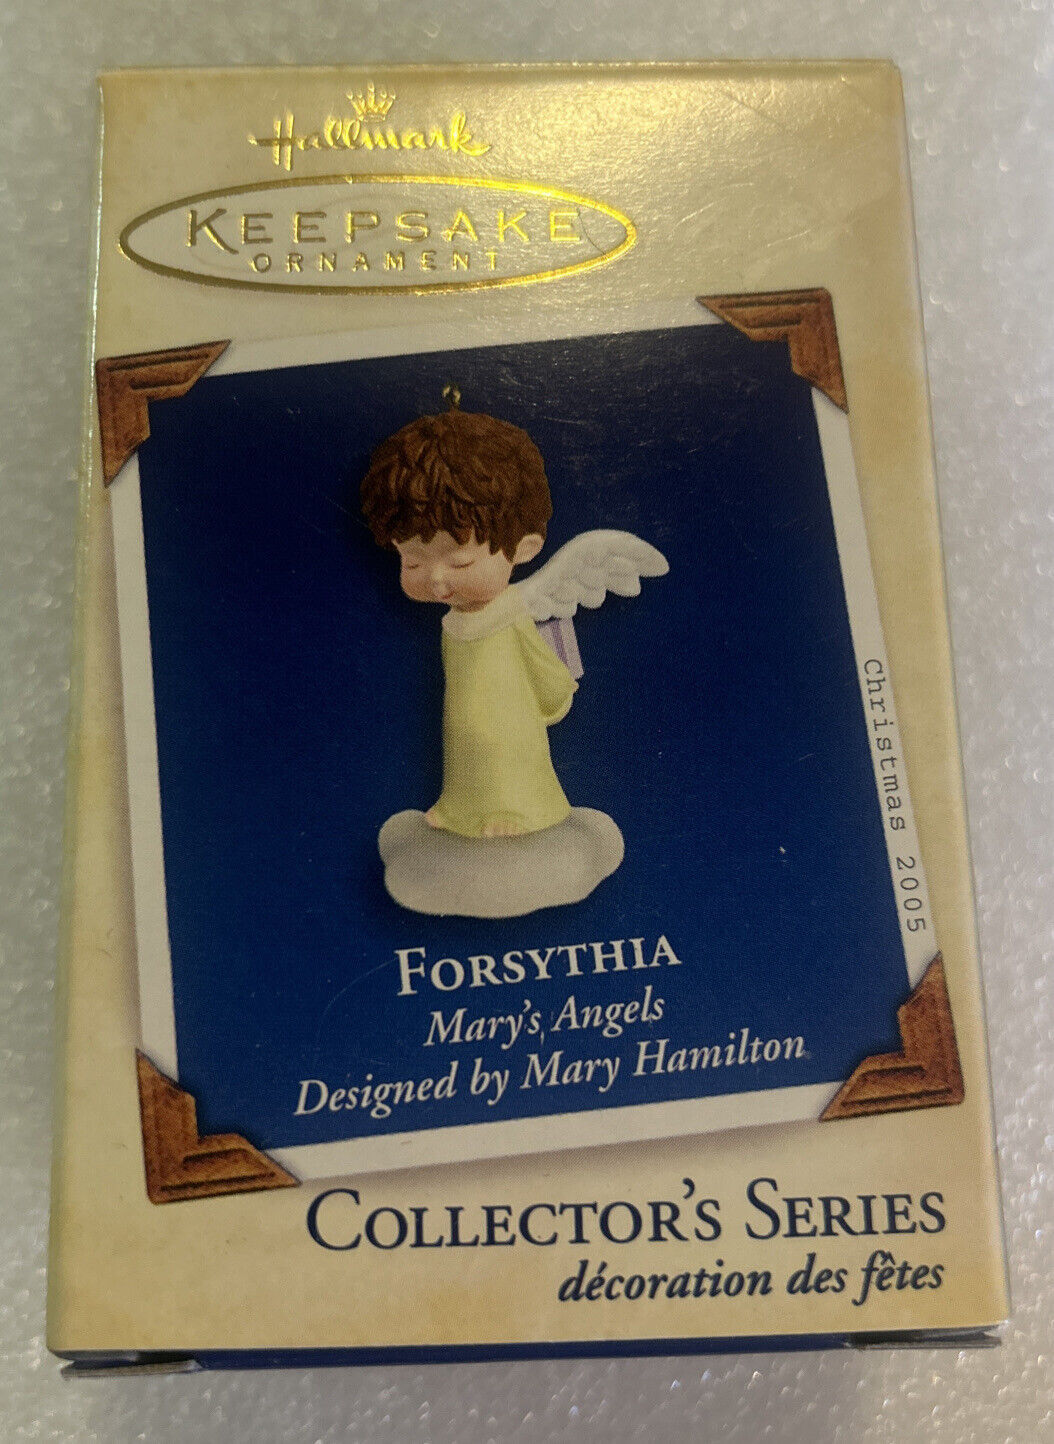 Hallmark
KEEPSAKE
ORNAMENT
Christmas 2005
FORSYTHIA
Mary's Angels
Designed by Mary Hamilton
COLLECTOR'S SERIES
décoration des fêtes